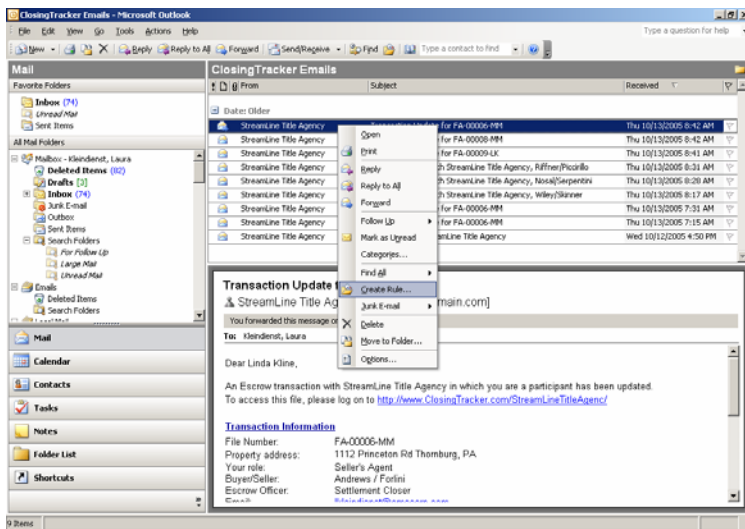 ClosingTracker Emails - Microsoft Outlook
File Edit View Go Tools Actions Help
Type a question for help
New Reply Reply to All Forward Send/Receive Find Type a contact to find
Mail
ClosingTracker Emails
Favorite Folders
From Subject Received
Inbox (74)
Unread Mail
Sent Items
Date: Older
All Mail Folders
StreamLine Title Agency for FA-00006-MM Thu 10/13/2005 8:42 AM
StreamLine Title Agency for FA-00008-MM Thu 10/13/2005 8:42 AM
StreamLine Title Agency for FA-00009-LK Thu 10/13/2005 8:41 AM
StreamLine Title Agency h StreamLine Title Agency, Riffner/Piccirillo Thu 10/13/2005 8:31 AM
StreamLine Title Agency h StreamLine Title Agency, Nosal/Serpentini Thu 10/13/2005 8:28 AM
StreamLine Title Agency h StreamLine Title Agency, Wiley/Skinner Thu 10/13/2005 8:17 AM
StreamLine Title Agency for FA-00006-MM Thu 10/13/2005 7:31 AM
StreamLine Title Agency for FA-00006-MM Thu 10/13/2005 7:15 AM
StreamLine Title Agency amLine Title Agency Wed 10/12/2005 4:50 PM
Mailbox - Kleindenst, Laura
Deleted Items (82)
Drafts [3]
Inbox (74)
Junk E-mail
Outbox
Sent Items
Search Folders
For Follow Up
Large Mail
Unread Mail
Emails
Deleted Items
Search Folders
Open
Print
Reply
Reply to All
Forward
Follow Up
Mark as Unread
Categories...
Find All
Create Rule...
Junk E-mail
Delete
Move to Folder...
Options...
Mail
Calendar
Contacts
Tasks
Notes
Folder List
Shortcuts
Transaction Update
StreamLine Title Ag main.com]
You forwarded this message
To: Kleindenst, Laura
Dear Linda Kline,
An Escrow transaction with StreamLine Title Agency in which you are a participant has been updated.
To access this file, please log on to http://www.ClosingTracker.com/StreamLineTitleAgenc/
Transaction Information
File Number: FA-00006-MM
Property address: 1112 Princeton Rd Thornburg, PA
Your role: Seller's Agent
Buyer/Seller: Andrews / Forlini
Escrow Officer: Settlement Closer
9 Items